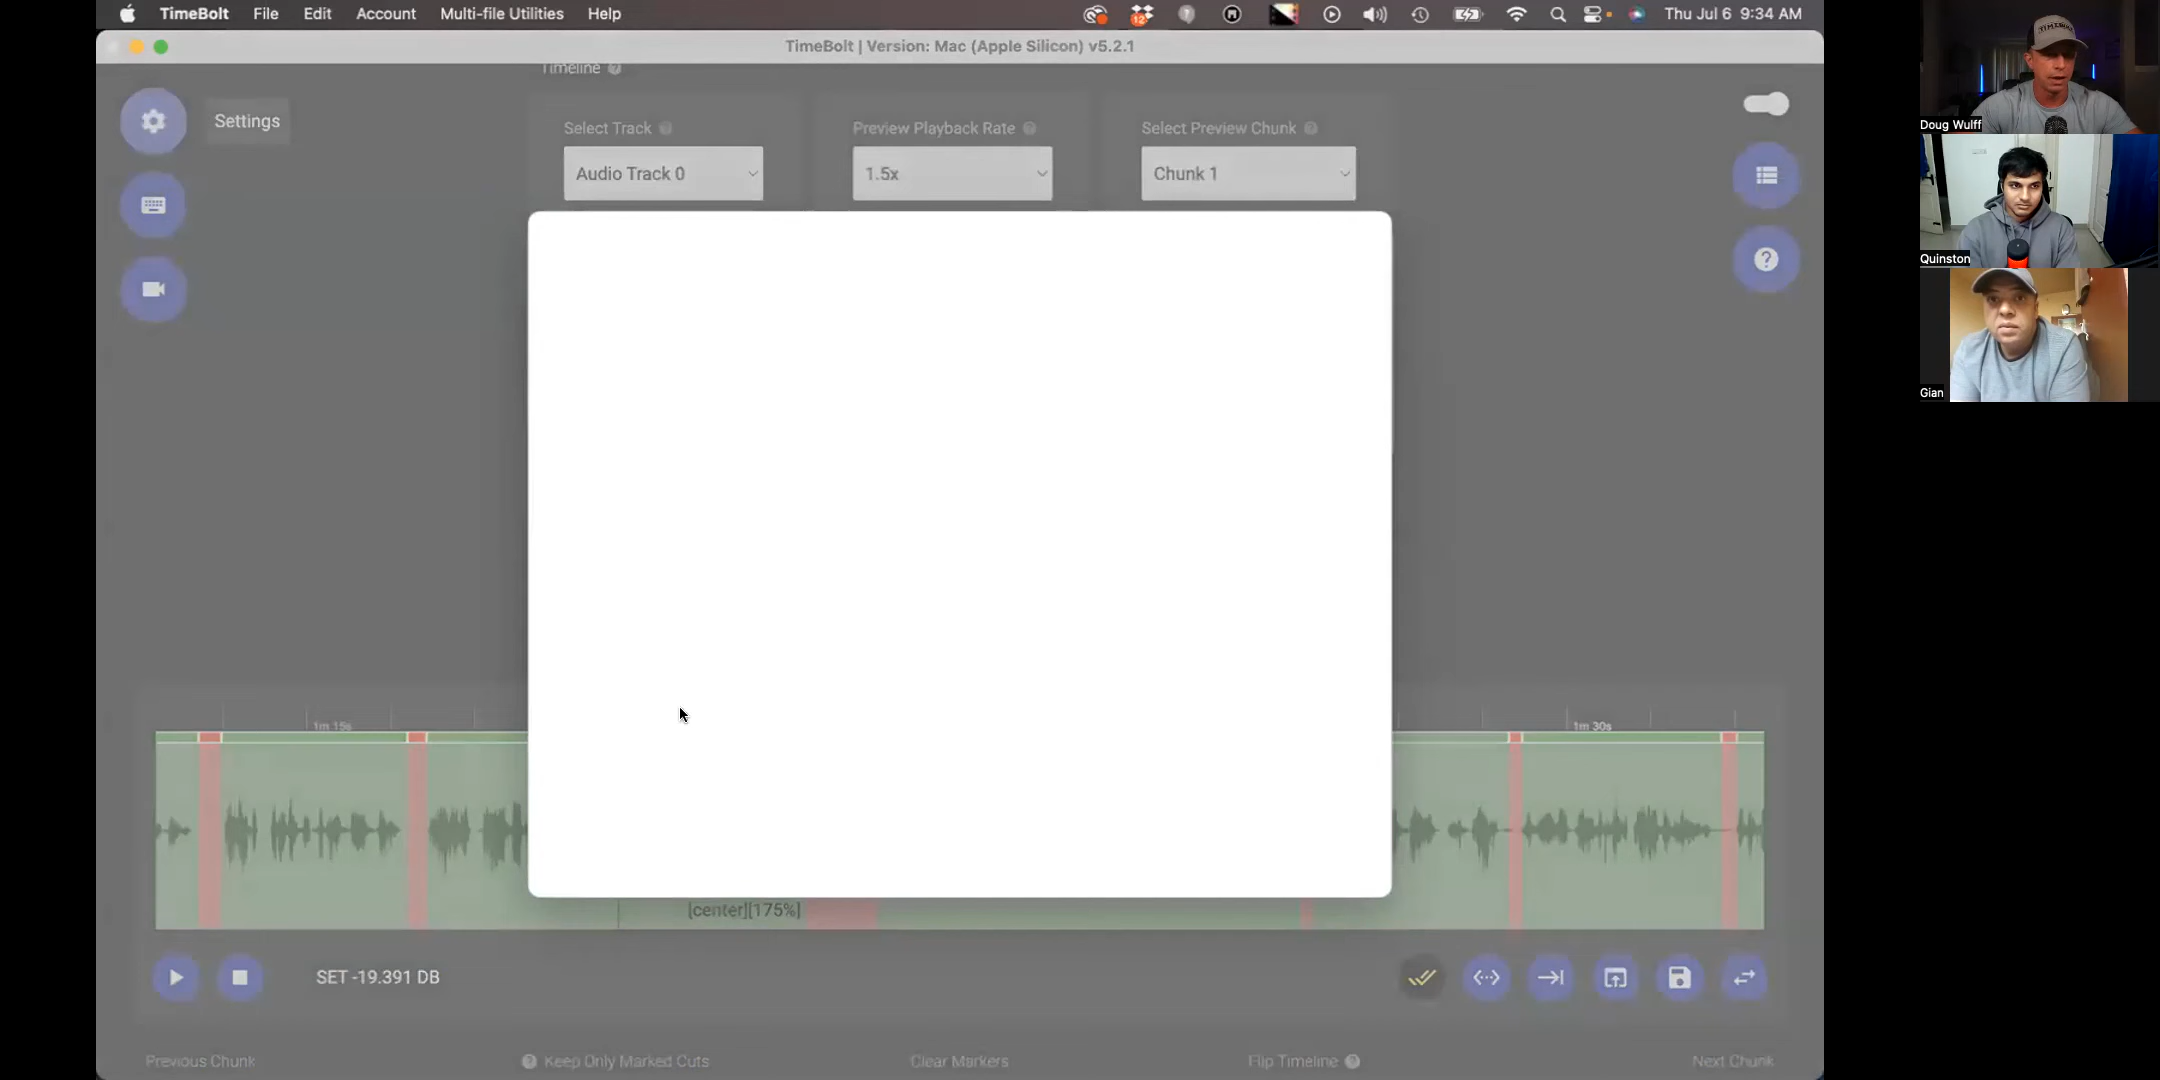 TimeBolt File Edit Account Multi-file Utilities Help
12
Thu Jul 6 9:34 AM
TimeBolt | Version: Mac (Apple Silicon) v5.2.1
Timeline
Settings
Select Track
Preview Playback Rate
Select Preview Chunk
Audio Track 0
1.5x
Chunk 1
Doug Wulff
Quinston
Gian
1m 15s
1m 30s
[center][175%]
SET -19.391 DB
Previous Chunk
Keep Only Marked Cuts
Clear Markers
Flip Timeline
Next Chunk